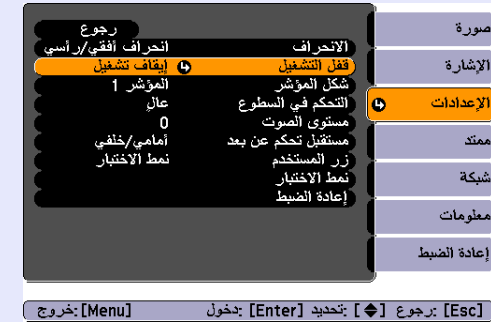 رجوع
الانحراف انحراف أفقي/رأسي
قفل التشغيل إيقاف تشغيل
شكل المؤشر المؤشر 1
التحكم في السطوع عالٍ
مستوى الصوت 0
مستقبل تحكم عن بعد أمامي/خلفي
زر المستخدم نمط الاختبار
نمط الاختبار
إعادة الضبط
صورة
الإشارة
الإعدادات
ممتد
شبكة
معلومات
إعادة الضبط
[Esc] :رجوع [◆] :تحديد [Enter] :دخول [Menu] :خروج